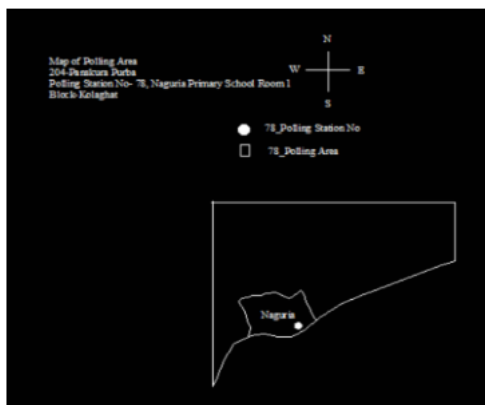 Map of Polling Area
204-Panskura Purba
Polling Station No- 78, Naguria Primary School Room 1
Block-Kolaghat
N
W E
S
78_Polling Station No
78_Polling Area
Naguria